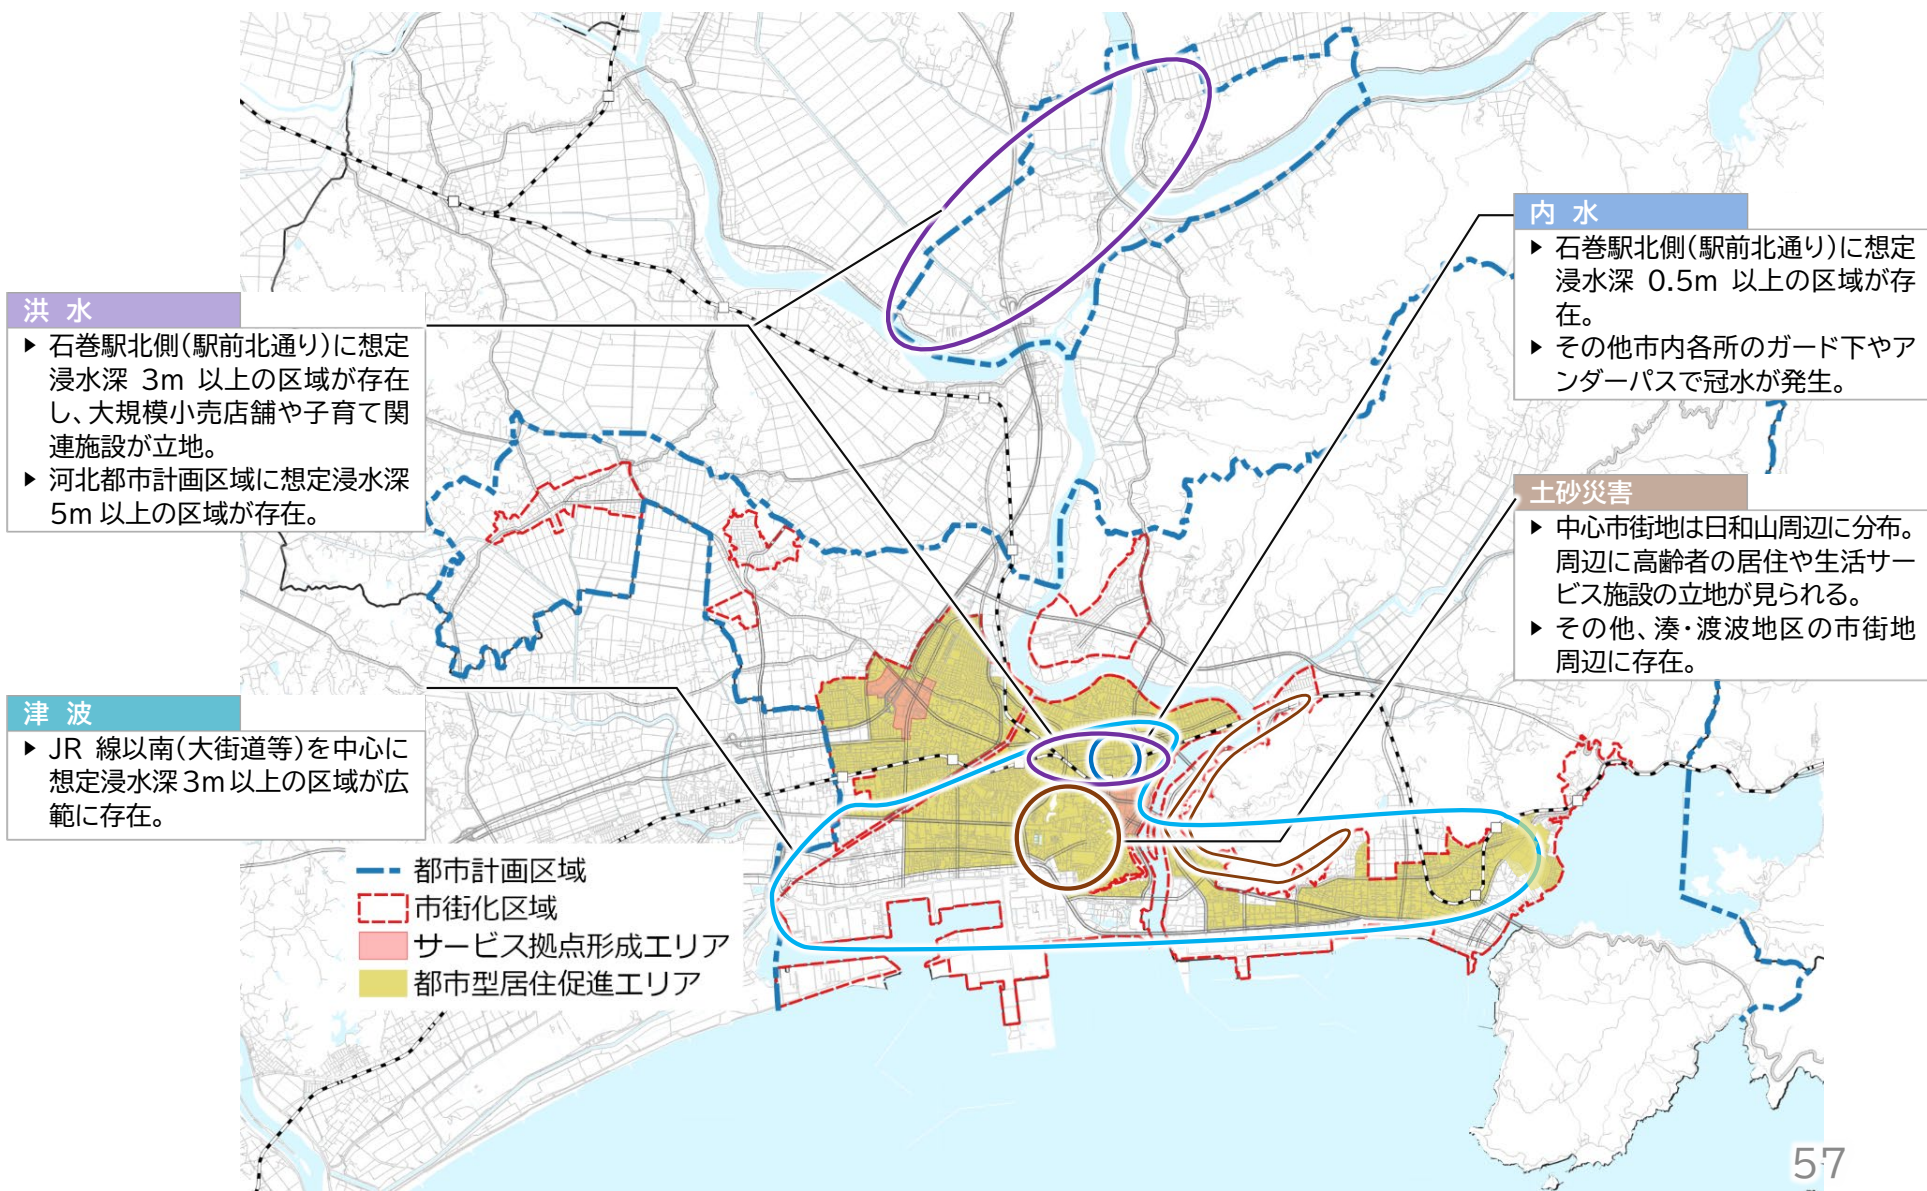 洪 水
▶ 石巻駅北側(駅前北通り)に想定
浸水深 3m 以上の区域が存在
し、大規模小売店舗や子育て関
連施設が立地。
▶ 河北都市計画区域に想定浸水深
5m 以上の区域が存在。
津 波
▶ JR 線以南(大街道等)を中心に
想定浸水深3m以上の区域が広
範に存在。
内 水
▶ 石巻駅北側(駅前北通り)に想定
浸水深 0.5m 以上の区域が存
在。
▶ その他市内各所のガード下やア
ンダーパスで冠水が発生。
土砂災害
▶ 中心市街地は日和山周辺に分布。
周辺に高齢者の居住や生活サー
ビス施設の立地が見られる。
▶ その他、湊・渡波地区の市街地
周辺に存在。
都市計画区域
市街化区域
サービス拠点形成エリア
都市型居住促進エリア
57